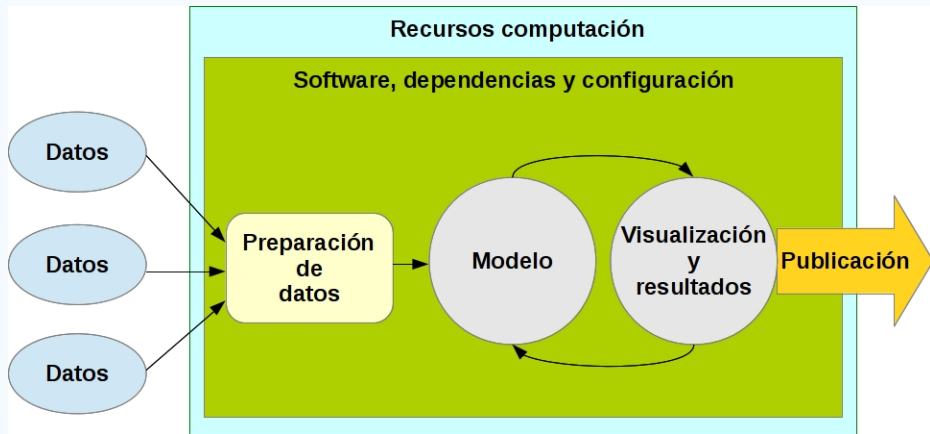 Recursos computación
Software, dependencias y configuración
Datos
Datos
Datos
Preparación
de
datos
Modelo
Visualización
y
resultados
Publicación